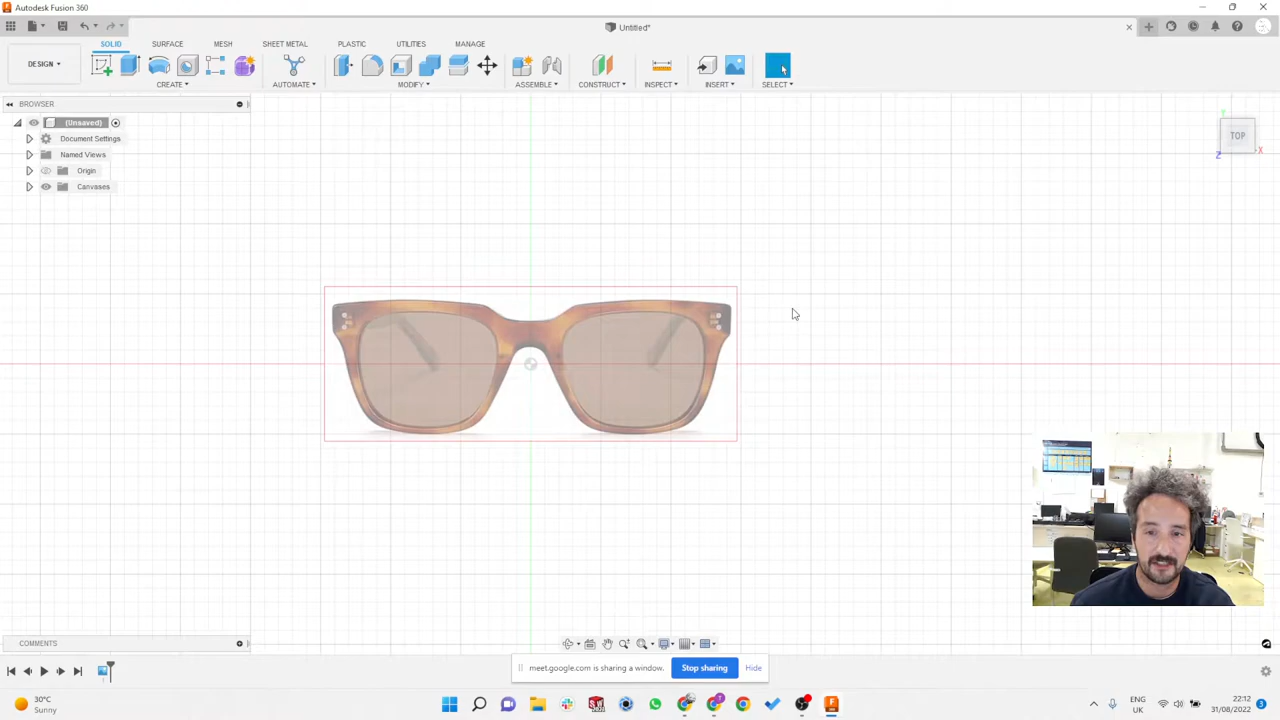 Autodesk Fusion 360
Untitled*
DESIGN
SOLID SURFACE MESH SHEET METAL PLASTIC UTILITIES MANAGE
CREATE AUTOMATE MODIFY ASSEMBLE CONSTRUCT INSPECT INSERT SELECT
BROWSER
(Unsaved)
Document Settings
Named Views
Origin
Canvases
TOP
Y
X
Z
COMMENTS
meet.google.com is sharing a window. Stop sharing Hide
30°C
Sunny
ENG
UK
22:12
31/08/2022
3